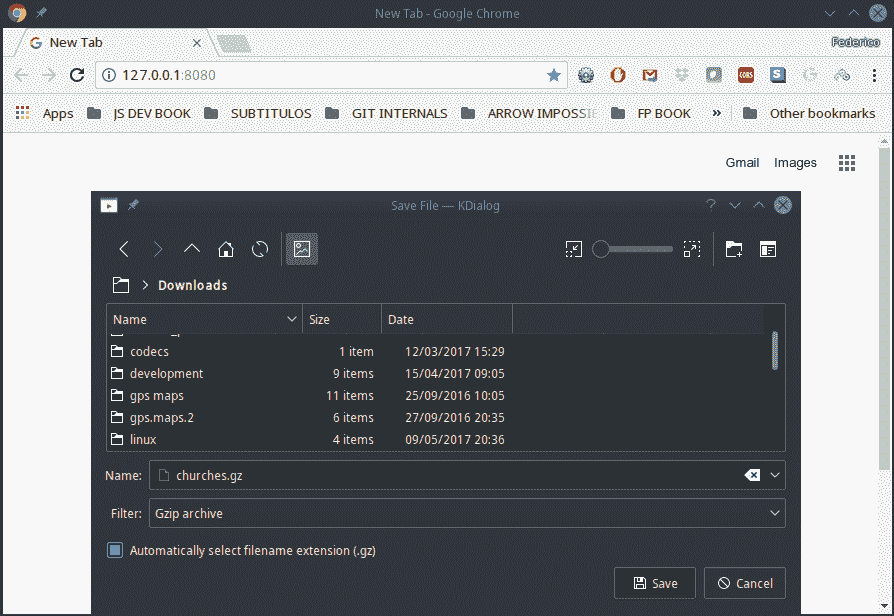 New Tab - Google Chrome
New Tab
Federico
127.0.0.1:8080
CORS S G
Apps JS DEV BOOK SUBTITULOS GIT INTERNALS ARROW IMPOSSIE FP BOOK » Other bookmarks
Gmail Images
Save File — KDialog ?
Downloads
Name Size Date
codecs 1 item 12/03/2017 15:29
development 9 items 15/04/2017 09:05
gps maps 11 items 25/09/2016 10:05
gps.maps.2 6 items 27/09/2016 20:35
linux 4 items 09/05/2017 20:36
Name: churches.gz
Filter: Gzip archive
Automatically select filename extension (.gz)
Save Cancel